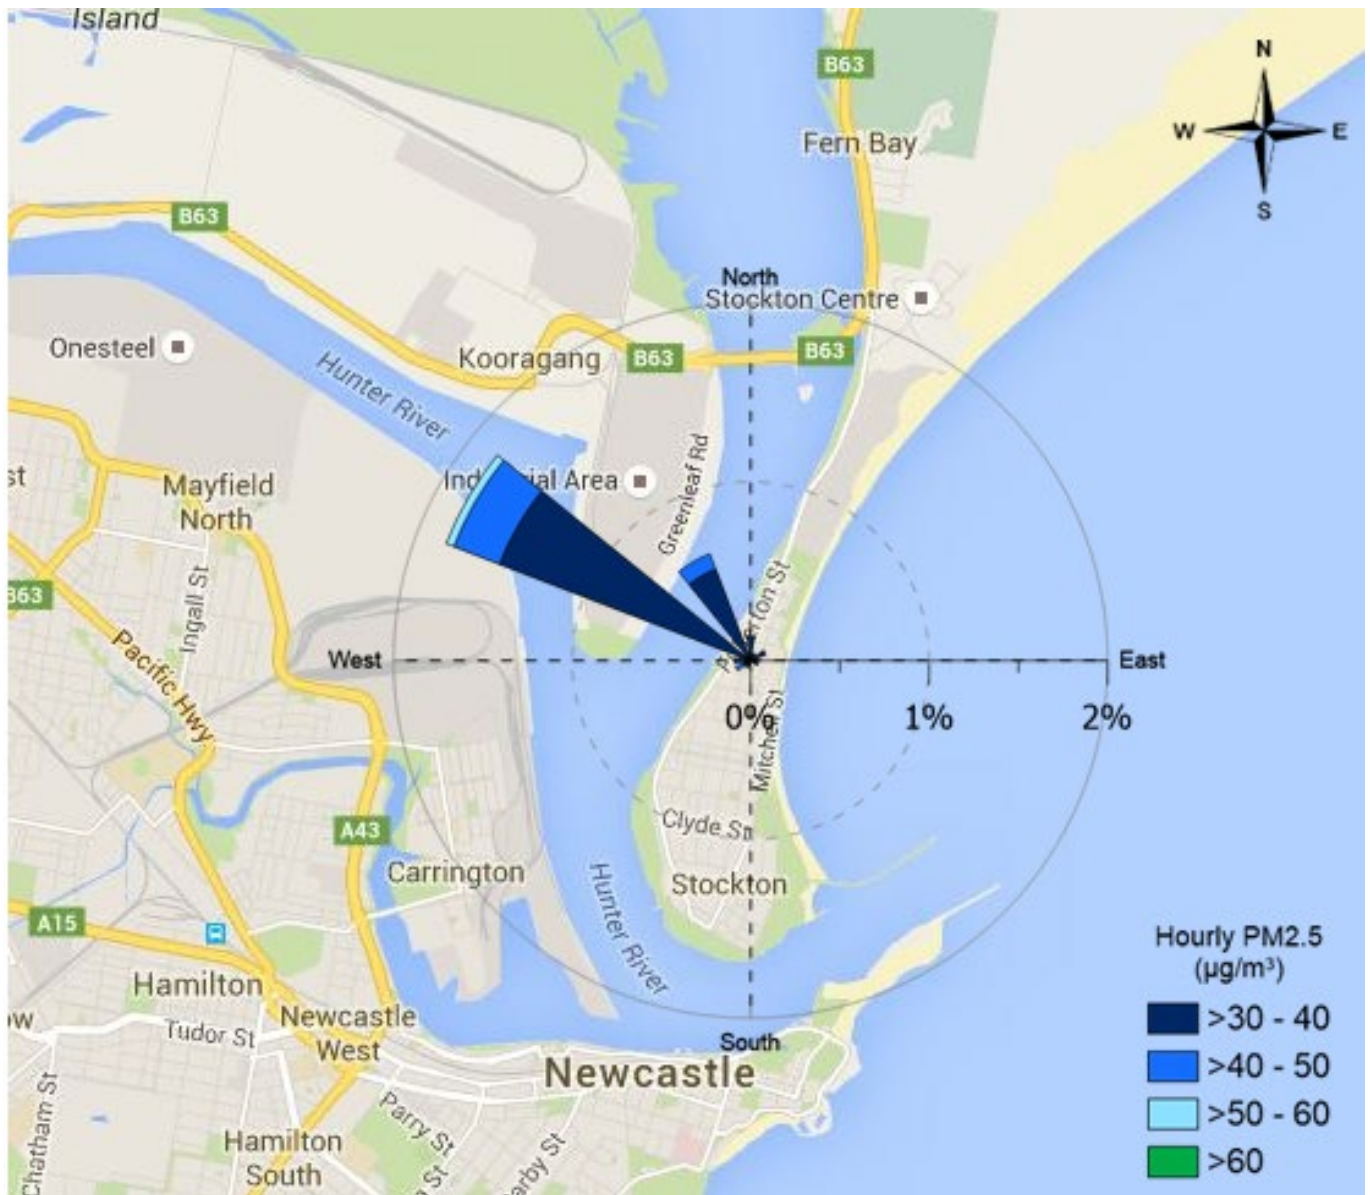 Island
N
B63
W
E
Fern Bay
S
B63
North
Stockton Centre
Onesteel
Hunter River
Kooragang
B63
B63
st
Mayfield
North
Industrial Area
Greenleaf Rd
B63
Ingall St
Pacific Hwy
West
East
0%
1%
2%
Mitchell St
Clyde St
A43
Carrington
Stockton
Hunter River
A15
Hourly PM2.5
(µg/m³)
>30 - 40
>40 - 50
>50 - 60
>60
Hamilton
ow
Tudor St
Newcastle
West
South
Newcastle
Chatham St
Parry St
Hamilton
South
arby St